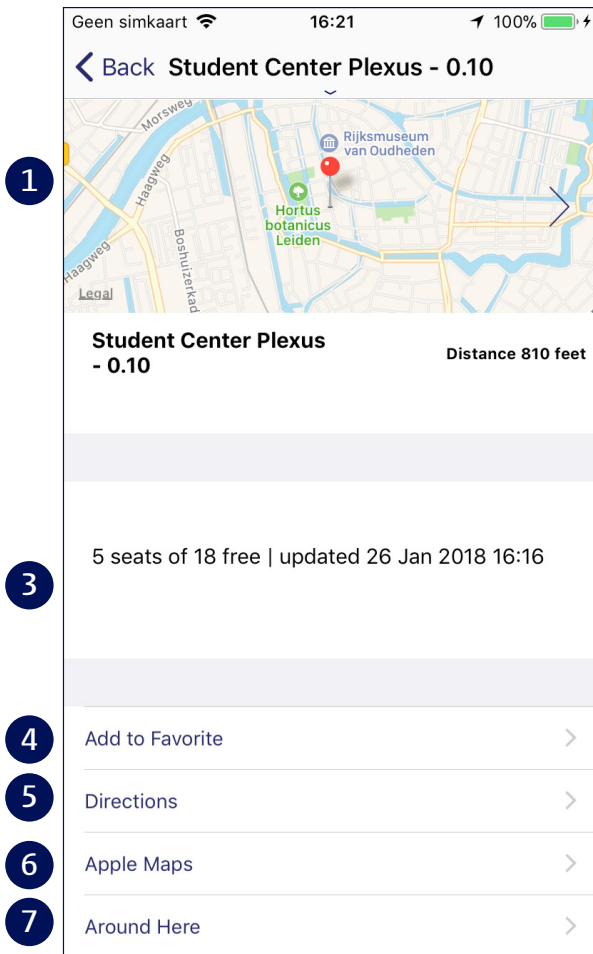 Geen simkaart 16:21 100%
Back Student Center Plexus - 0.10
1
Morsweg
Haagweg
Rijksmuseum
van Oudheden
Hortus
botanicus
Leiden
Boshuizerkad
Haagweg
Legal
Student Center Plexus
- 0.10
Distance 810 feet
3
5 seats of 18 free | updated 26 Jan 2018 16:16
4 Add to Favorite
5 Directions
6 Apple Maps
7 Around Here